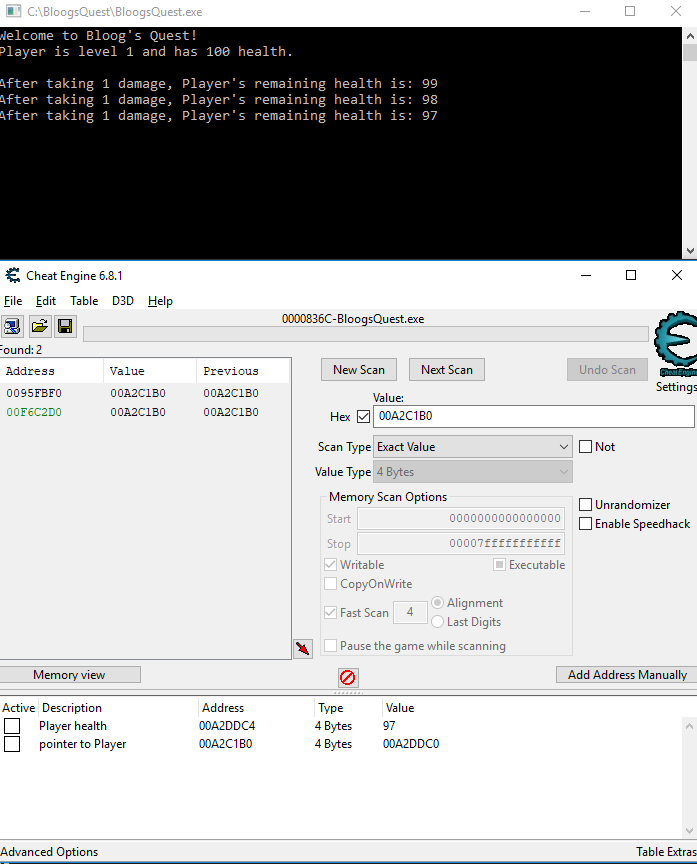 C:\BloogsQuest\BloogsQuest.exe
Welcome to Bloog's Quest!
Player is level 1 and has 100 health.
After taking 1 damage, Player's remaining health is: 99
After taking 1 damage, Player's remaining health is: 98
After taking 1 damage, Player's remaining health is: 97
Cheat Engine 6.8.1
File Edit Table D3D Help
0000836C-BloogsQuest.exe
Found: 2
Address Value Previous
0095FBF0 00A2C1B0 00A2C1B0
00F6C2D0 00A2C1B0 00A2C1B0
New Scan Next Scan Undo Scan
Cheat Engine
Settings
Value:
Hex 00A2C1B0
Scan Type Exact Value Not
Value Type 4 Bytes
Memory Scan Options
Start 0000000000000000
Stop 00007fffffffffff
Unrandomizer
Enable Speedhack
Writable Executable
CopyOnWrite
Fast Scan 4 Alignment
Last Digits
Pause the game while scanning
Memory view Add Address Manually
Active Description Address Type Value
Player health 00A2DDC4 4 Bytes 97
pointer to Player 00A2C1B0 4 Bytes 00A2DDC0
Advanced Options Table Extras